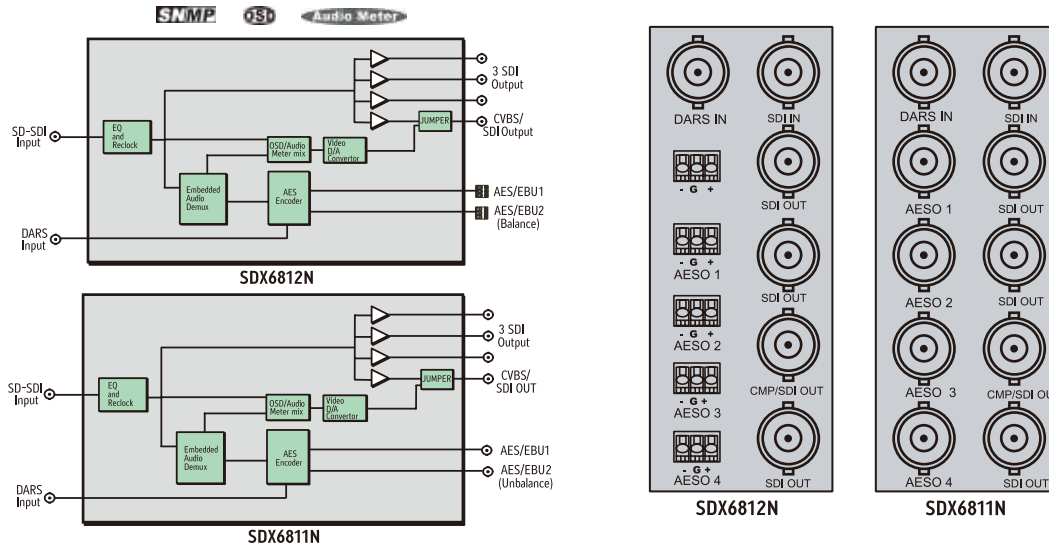 SNMP OSD Audio Meter
3 SDI
Output
SD-SDI
Input
EQ
and
Reclock
JUMPER
CVBS/
SDI Output
OSD/Audio
Meter mix
Video
D/A
Convertor
Embedded
Audio
Demux
AES
Encoder
AES/EBU1
AES/EBU2
(Balance)
DARS
Input
SDX6812N
3 SDI
Output
SD-SDI
Input
EQ
and
Reclock
JUMPER
CVBS/
SDI OUT
OSD/Audio
Meter mix
Video
D/A
Convertor
Embedded
Audio
Demux
AES
Encoder
AES/EBU1
AES/EBU2
(Unbalance)
DARS
Input
SDX6811N
DARS IN
SDI IN
- G +
SDI OUT
- G +
AESO 1
SDI OUT
- G +
AESO 2
- G +
AESO 3
CMP/SDI OUT
- G +
AESO 4
SDI OUT
SDX6812N
DARS IN
SDI IN
AESO 1
SDI OUT
AESO 2
SDI OUT
AESO 3
CMP/SDI OU
AESO 4
SDI OUT
SDX6811N